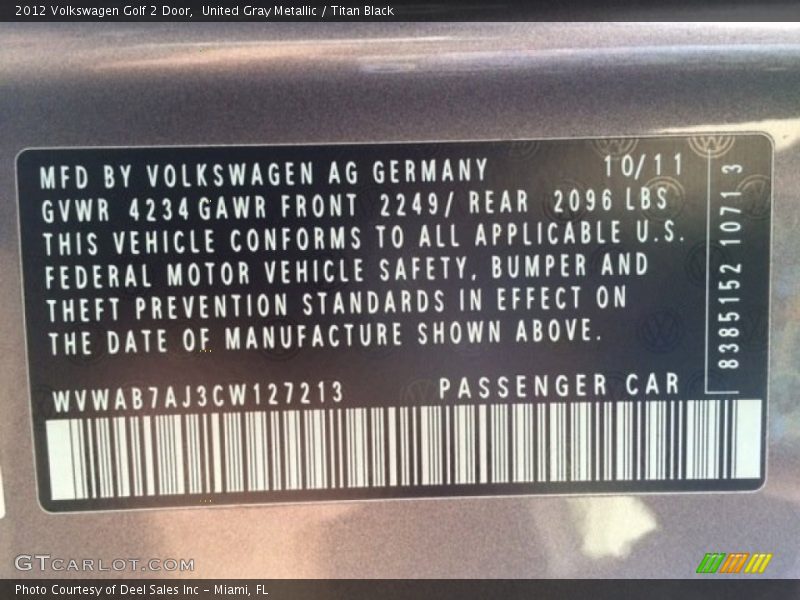 2012 Volkswagen Golf 2 Door,  United Gray Metallic / Titan Black
MFD BY VOLKSWAGEN AG GERMANY 10/11
GVWR 4234 GAWR FRONT 2249/ REAR 2096 LBS
THIS VEHICLE CONFORMS TO ALL APPLICABLE U.S.
FEDERAL MOTOR VEHICLE SAFETY, BUMPER AND
THEFT PREVENTION STANDARDS IN EFFECT ON
THE DATE OF MANUFACTURE SHOWN ABOVE.
8385152 1071 3
WVWAB7AJ3CW127213 PASSENGER CAR
GTCARLOT.COM
Photo Courtesy of Deel Sales Inc - Miami, FL